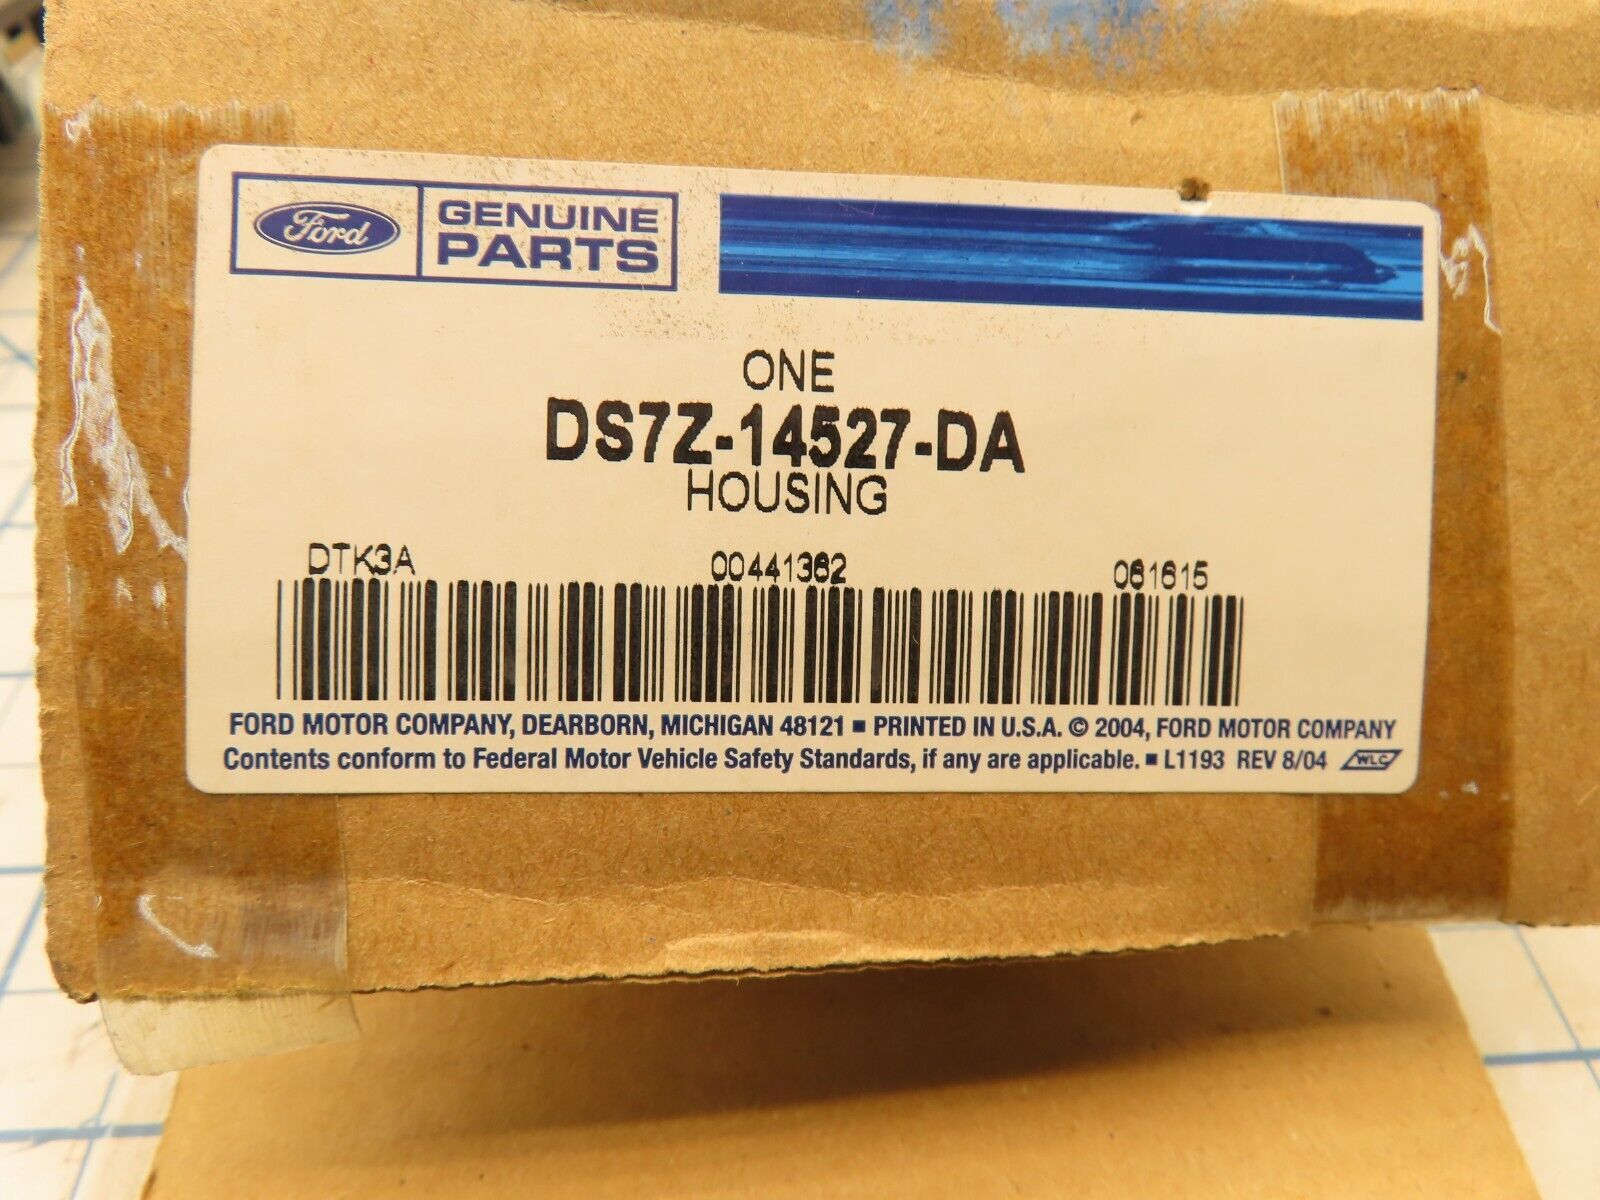 Ford
GENUINE
PARTS
ONE
DS7Z-14527-DA
HOUSING
DTK3A 00441362 061615
FORD MOTOR COMPANY, DEARBORN, MICHIGAN 48121 ▪ PRINTED IN U.S.A. © 2004, FORD MOTOR COMPANY
Contents conform to Federal Motor Vehicle Safety Standards, if any are applicable. ▪ L1193 REV 8/04 WLC